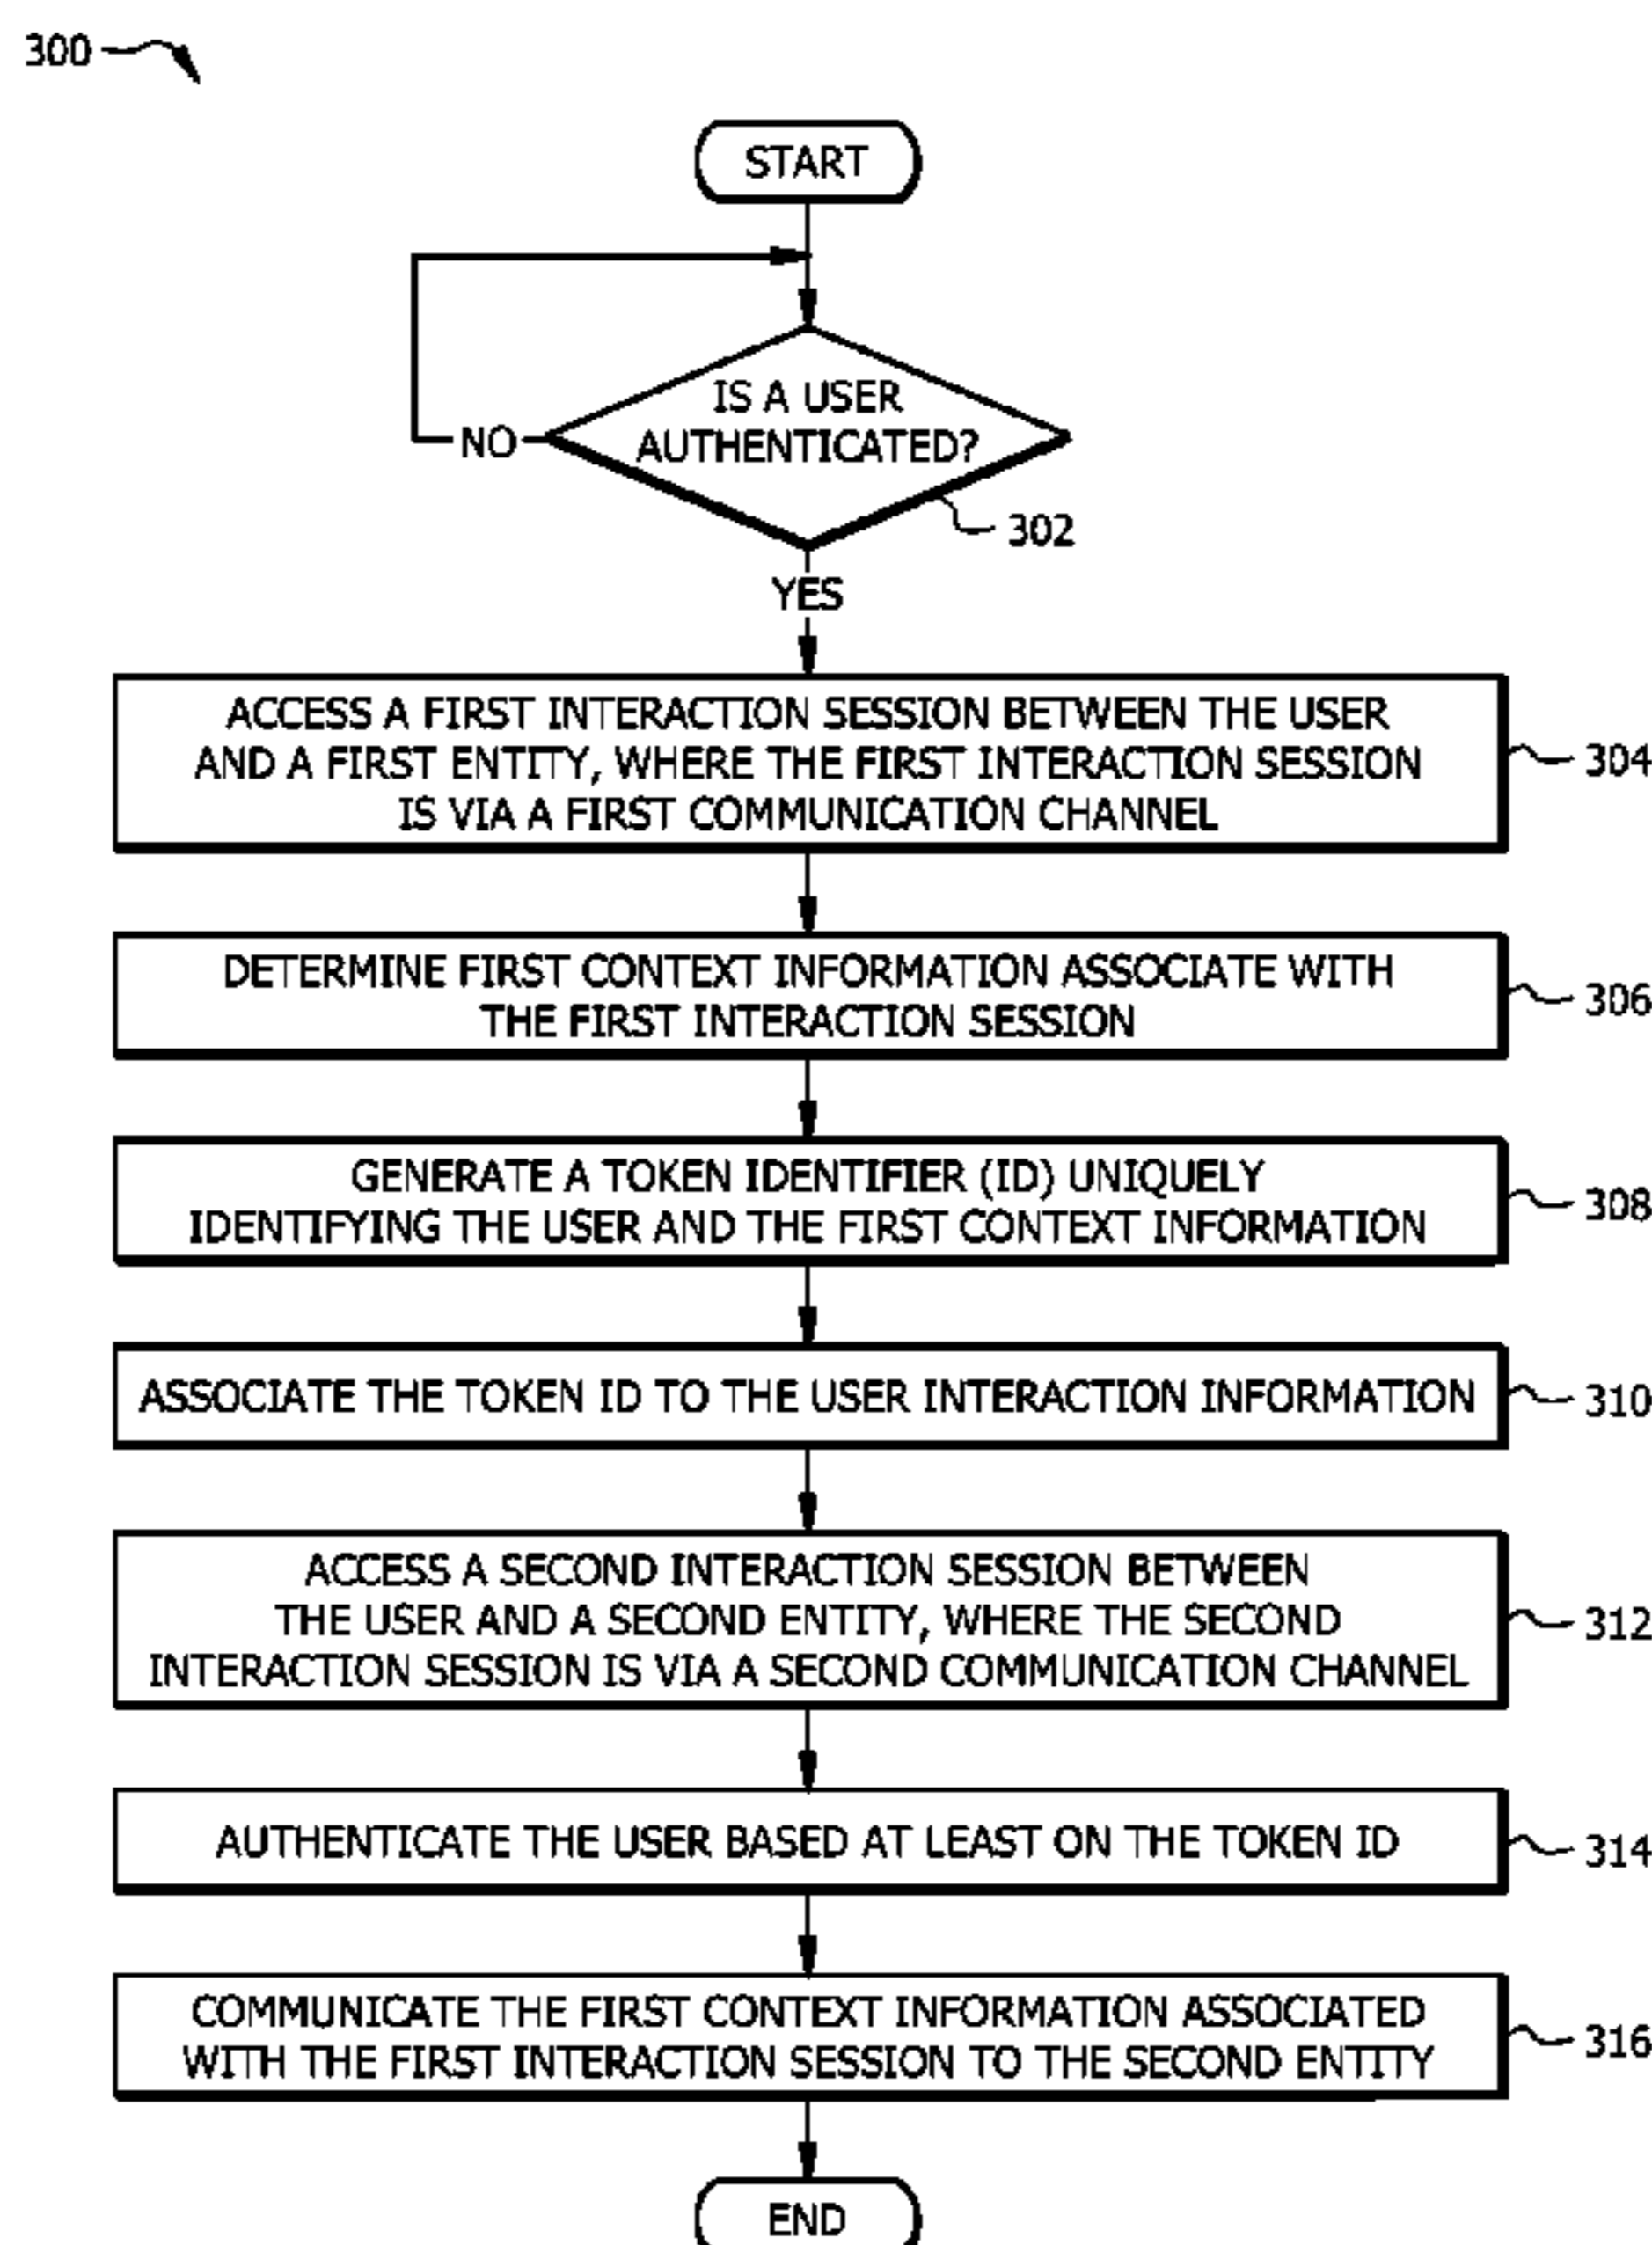 300
START
IS A USER
AUTHENTICATED?
NO
302
YES
ACCESS A FIRST INTERACTION SESSION BETWEEN THE USER
AND A FIRST ENTITY, WHERE THE FIRST INTERACTION SESSION
IS VIA A FIRST COMMUNICATION CHANNEL
304
DETERMINE FIRST CONTEXT INFORMATION ASSOCIATE WITH
THE FIRST INTERACTION SESSION
306
GENERATE A TOKEN IDENTIFIER (ID) UNIQUELY
IDENTIFYING THE USER AND THE FIRST CONTEXT INFORMATION
308
ASSOCIATE THE TOKEN ID TO THE USER INTERACTION INFORMATION
310
ACCESS A SECOND INTERACTION SESSION BETWEEN
THE USER AND A SECOND ENTITY, WHERE THE SECOND
INTERACTION SESSION IS VIA A SECOND COMMUNICATION CHANNEL
312
AUTHENTICATE THE USER BASED AT LEAST ON THE TOKEN ID
314
COMMUNICATE THE FIRST CONTEXT INFORMATION ASSOCIATED
WITH THE FIRST INTERACTION SESSION TO THE SECOND ENTITY
316
END